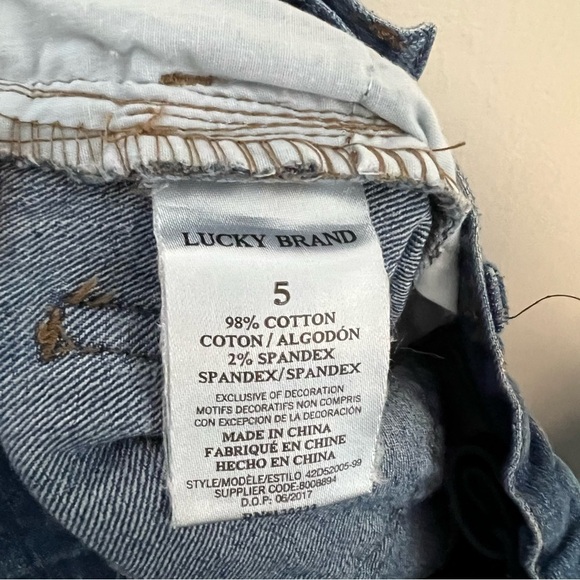 LUCKY BRAND
5
98% COTTON
COTON / ALGODÓN
2% SPANDEX
SPANDEX/SPANDEX
EXCLUSIVE OF DECORATION
MOTIFS DECORATIFS NON COMPRIS
CON EXCEPCION DE LA DECORACIÓN
MADE IN CHINA
FABRIQUÉ EN CHINE
HECHO EN CHINA
STYLE/MODÈLE/ESTILO 42D52005-99
SUPPLIER CODE:8008894
D.O.P: 06/2017